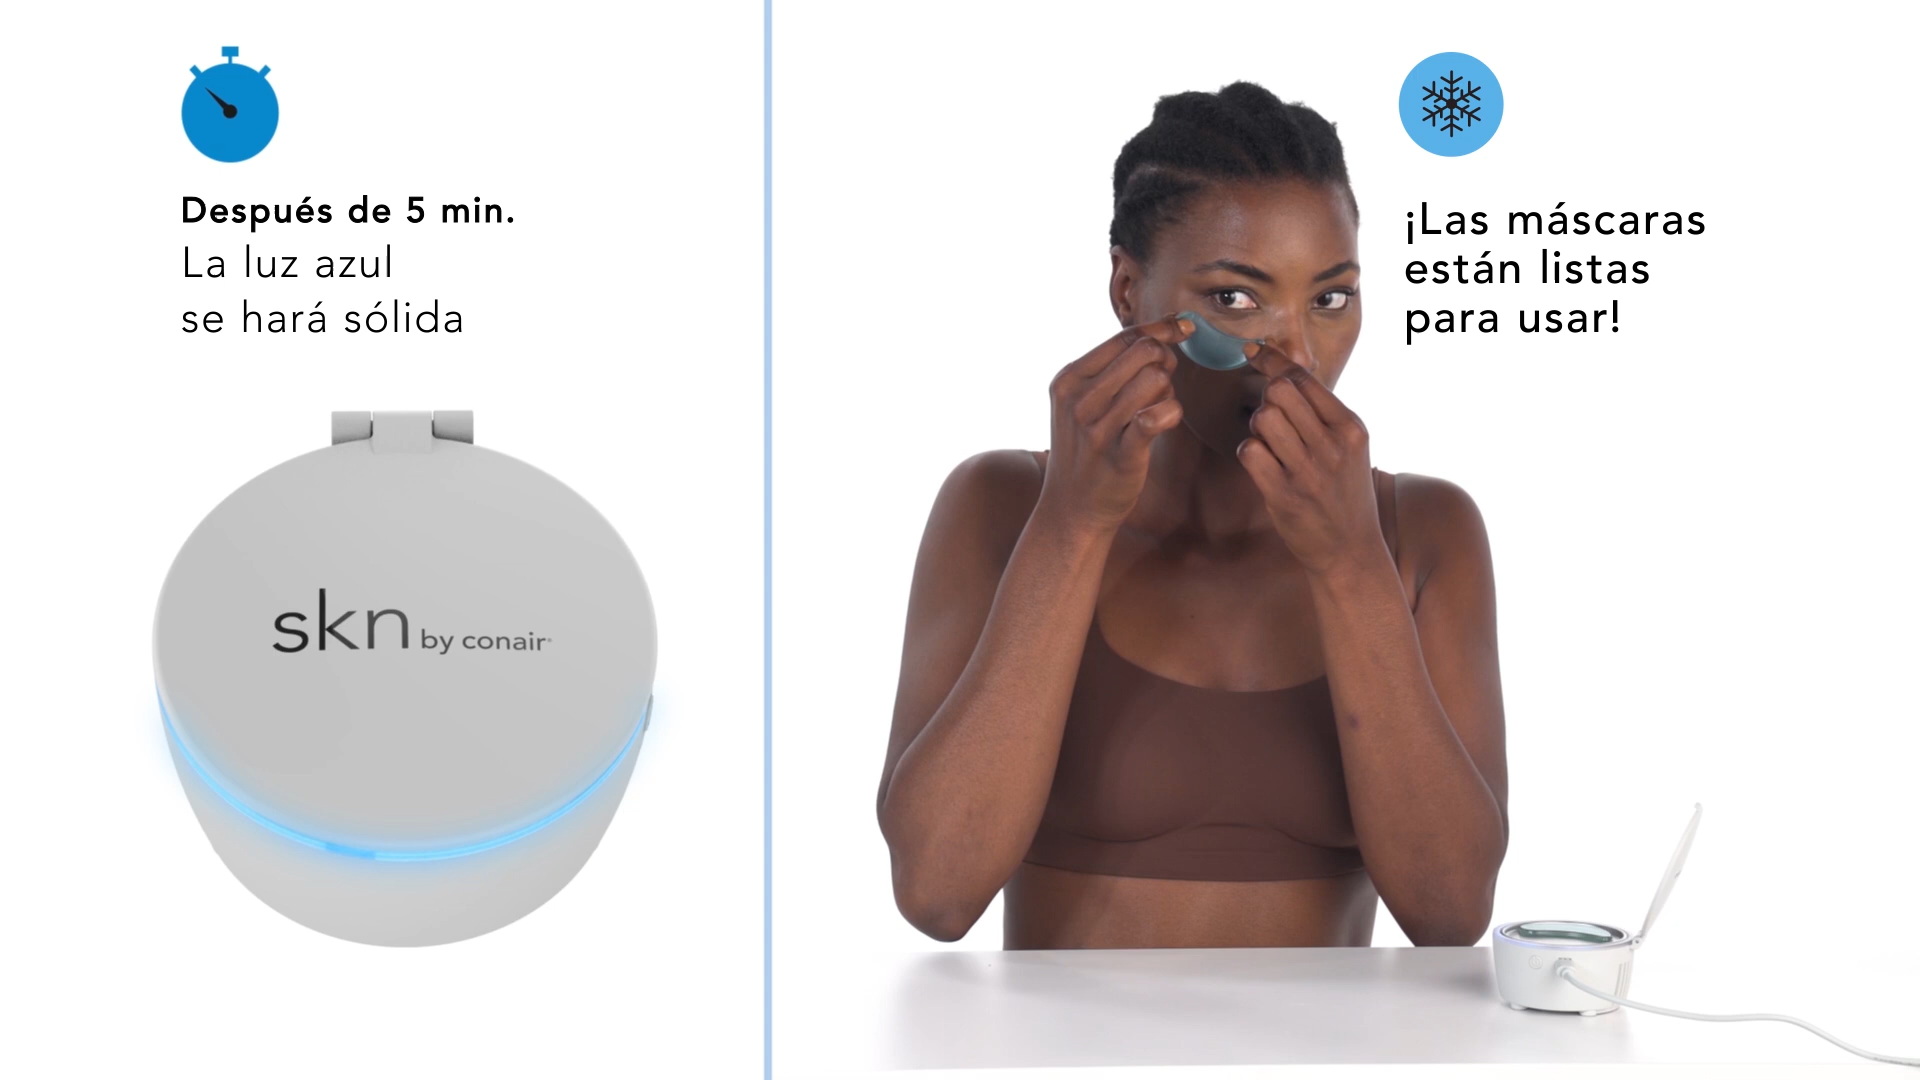 Después de 5 min.
La luz azul
se hará sólida
skn by conair®
¡Las máscaras
están listas
para usar!